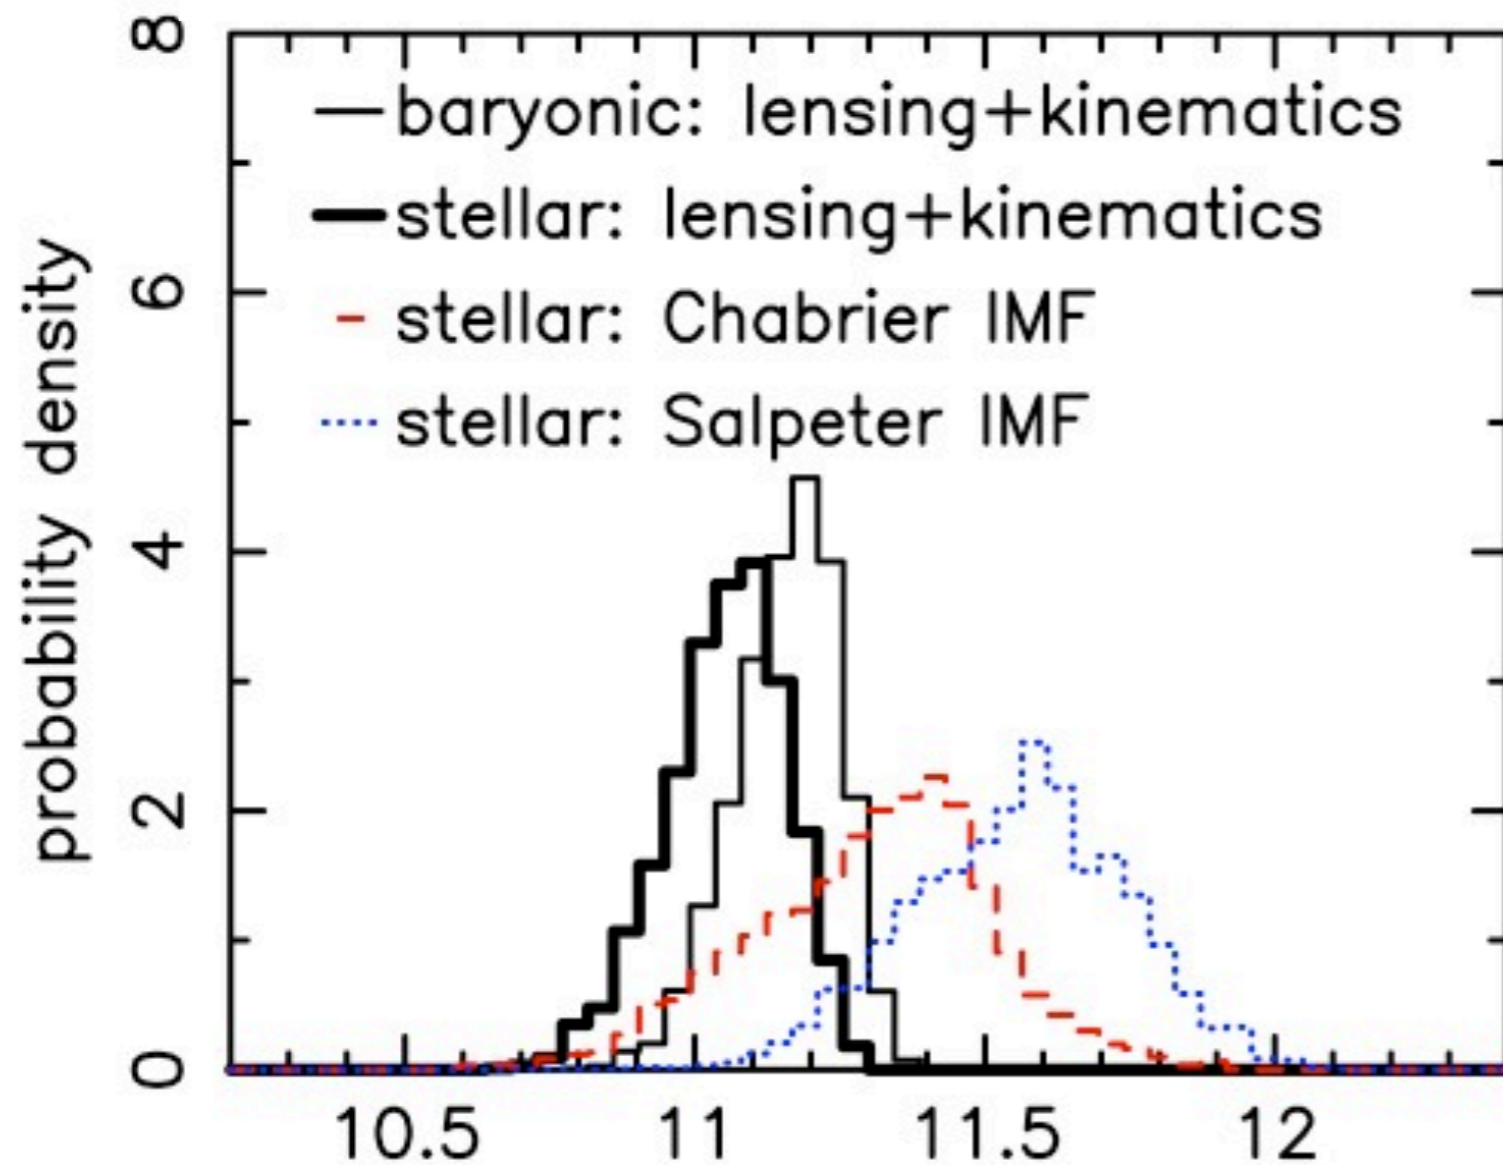 8
baryonic: lensing+kinematics
stellar: lensing+kinematics
6
stellar: Chabrier IMF
stellar: Salpeter IMF
probability density
4
2
0
10.5 11 11.5 12